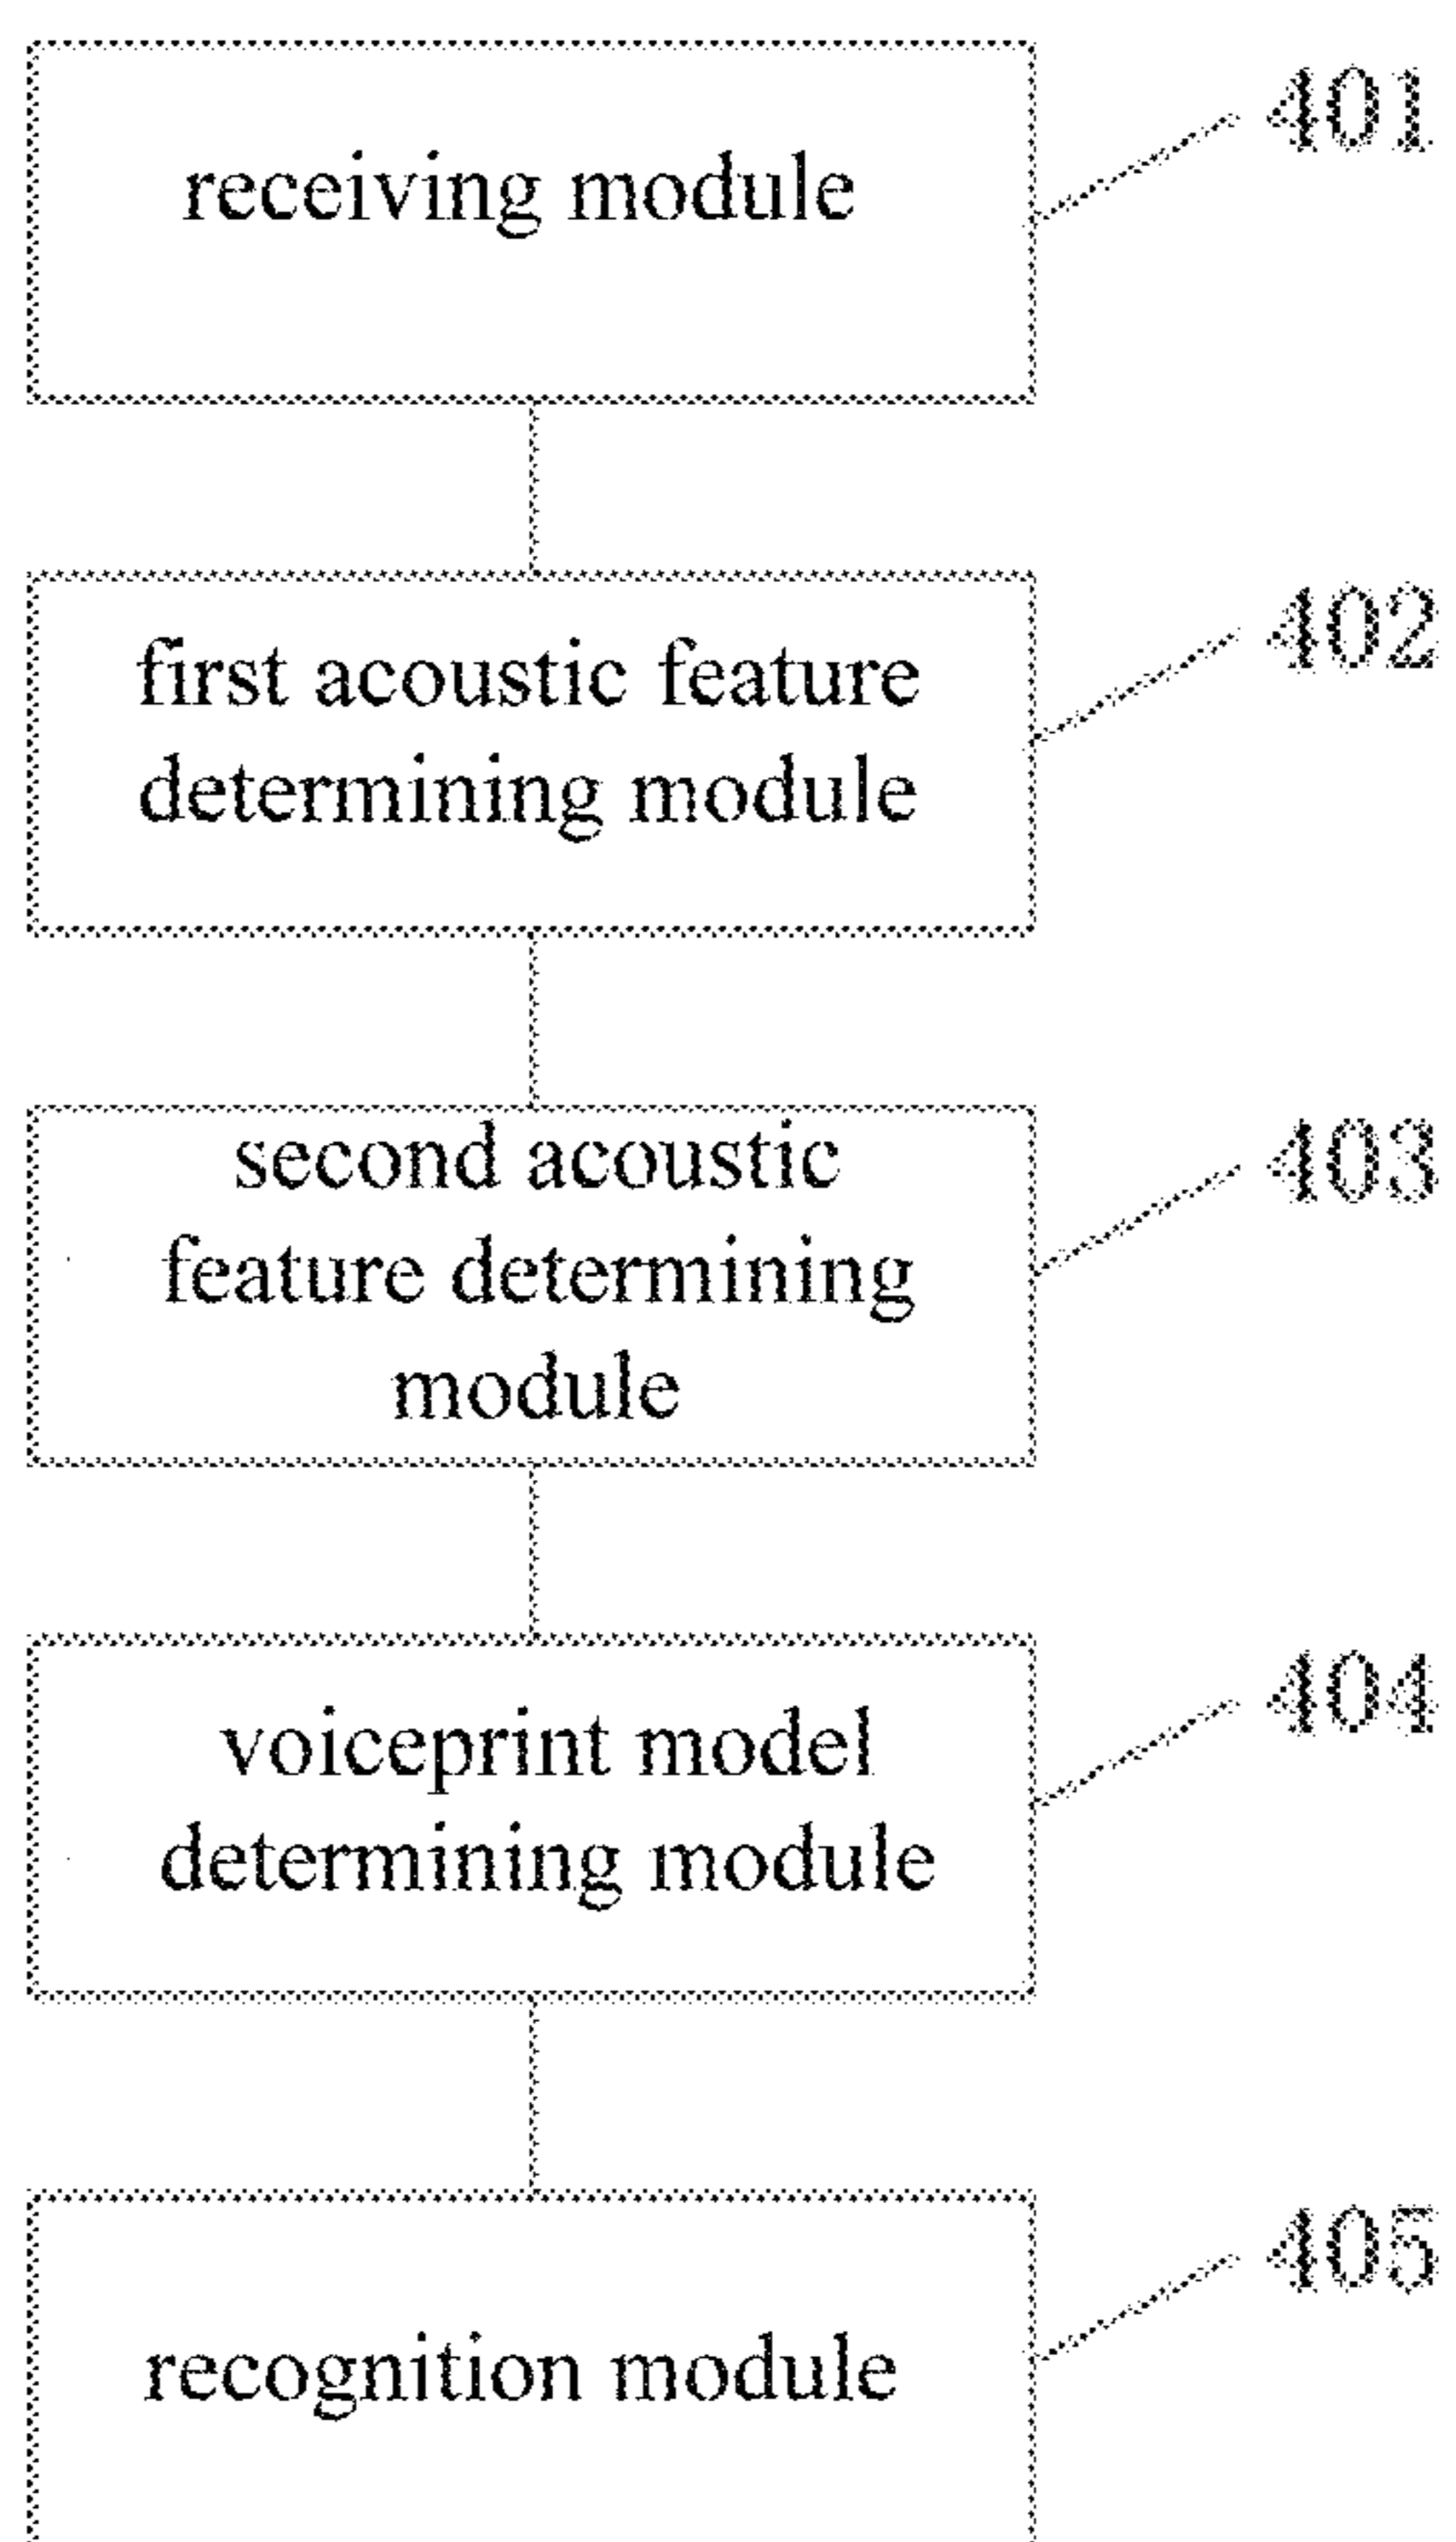 receiving module
401
first acoustic feature
determining module
402
second acoustic
feature determining
module
403
voiceprint model
determining module
404
recognition module
405